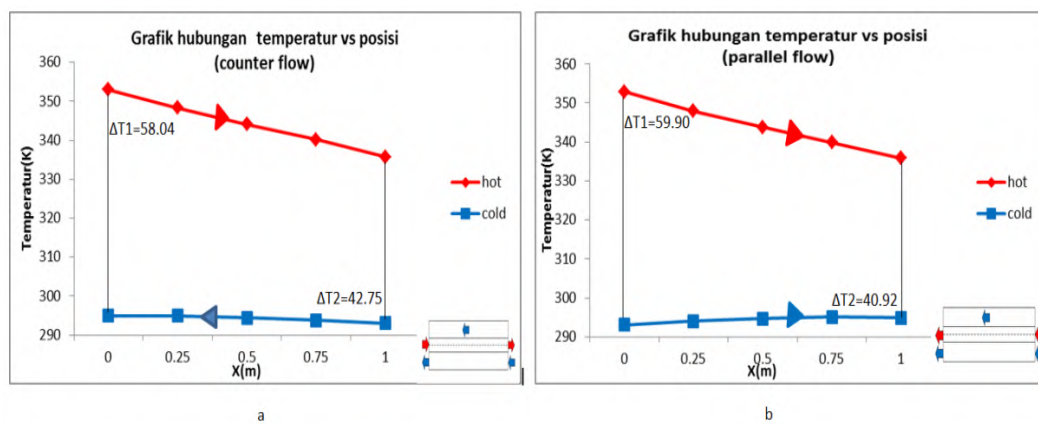 Grafik hubungan temperatur vs posisi
(counter flow)
Temperatur(K)
360
350
340
330
320
310
300
290
ΔT1=58.04
ΔT2=42.75
0 0.25 0.5 0.75 1
X(m)
hot
cold
a
Grafik hubungan temperatur vs posisi
(parallel flow)
Temperatur(K)
360
350
340
330
320
310
300
290
ΔT1=59.90
ΔT2=40.92
0 0.25 0.5 0.75 1
X(m)
hot
cold
b